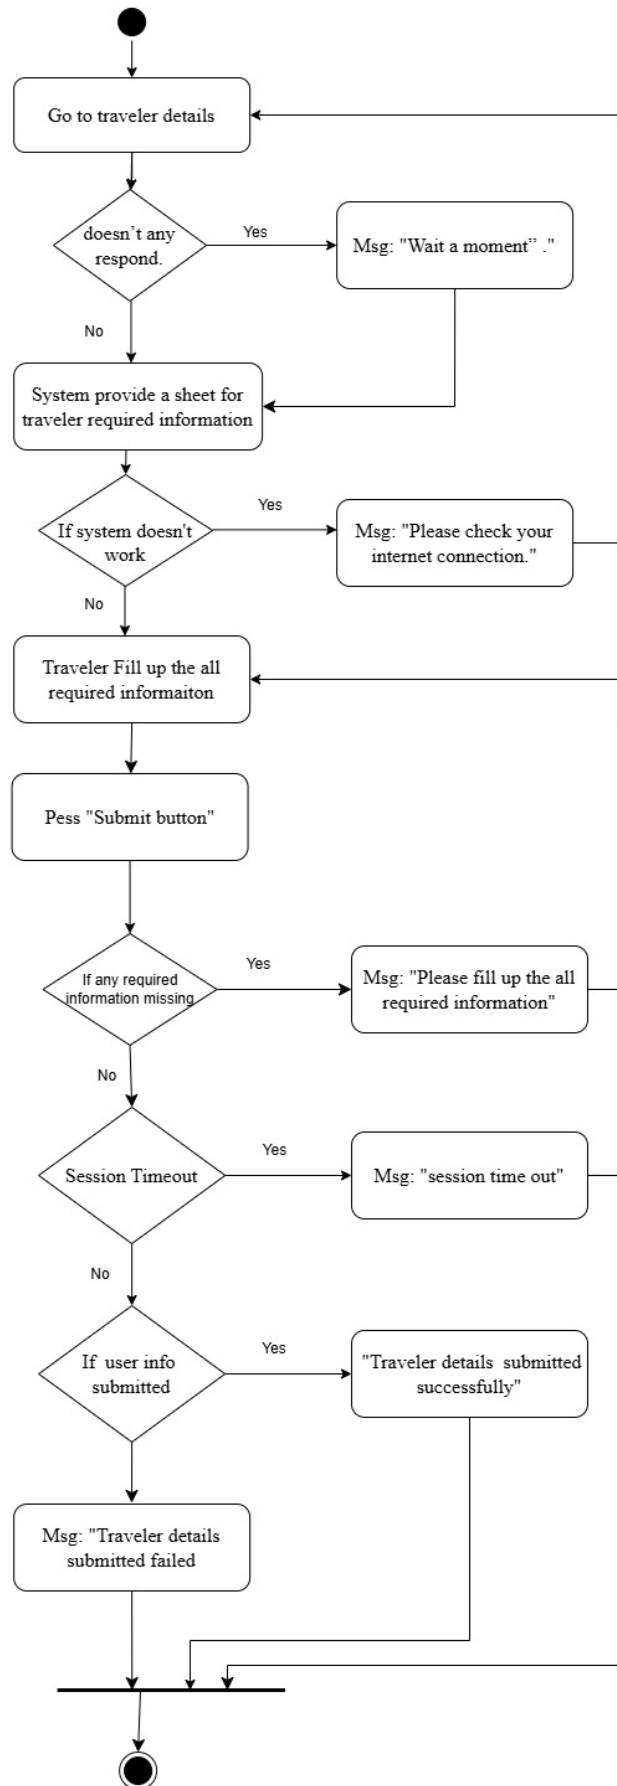 Go to traveler details
doesn’t any
respond.
Yes
Msg: "Wait a moment” ."
No
System provide a sheet for
traveler required information
If system doesn't
work
Yes
Msg: "Please check your
internet connection."
No
Traveler Fill up the all
required informaiton
Pess "Submit button"
If any required
information missing
Yes
Msg: "Please fill up the all
required information"
No
Session Timeout
Yes
Msg: "session time out"
No
If user info
submitted
Yes
"Traveler details submitted
successfully"
Msg: "Traveler details
submitted failed